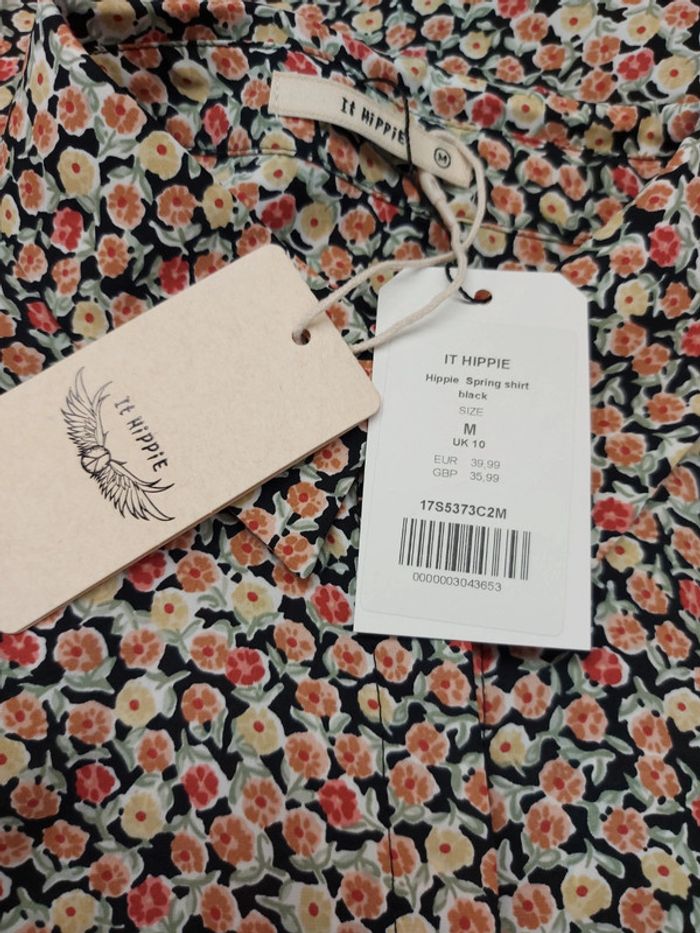 It HiPPiE
M
It HiPPiE
IT HIPPIE
Hippie Spring shirt
black
SIZE
M
UK 10
EUR 39,99
GBP 35,99
17S5373C2M
0000003043653